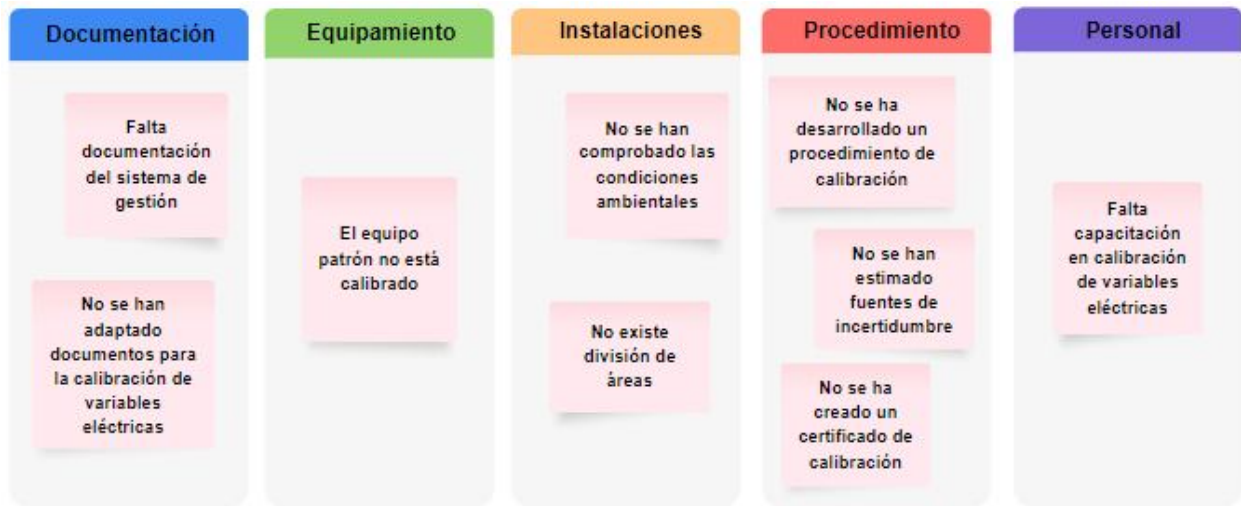 Documentación
Falta
documentación
del sistema de
gestión
No se han
adaptado
documentos para
la calibración de
variables
eléctricas
Equipamiento
El equipo
patrón no está
calibrado
Instalaciones
No se han
comprobado las
condiciones
ambientales
No existe
división de
áreas
Procedimiento
No se ha
desarrollado un
procedimiento de
calibración
No se han
estimado
fuentes de
incertidumbre
No se ha
creado un
certificado de
calibración
Personal
Falta
capacitación
en calibración
de variables
eléctricas